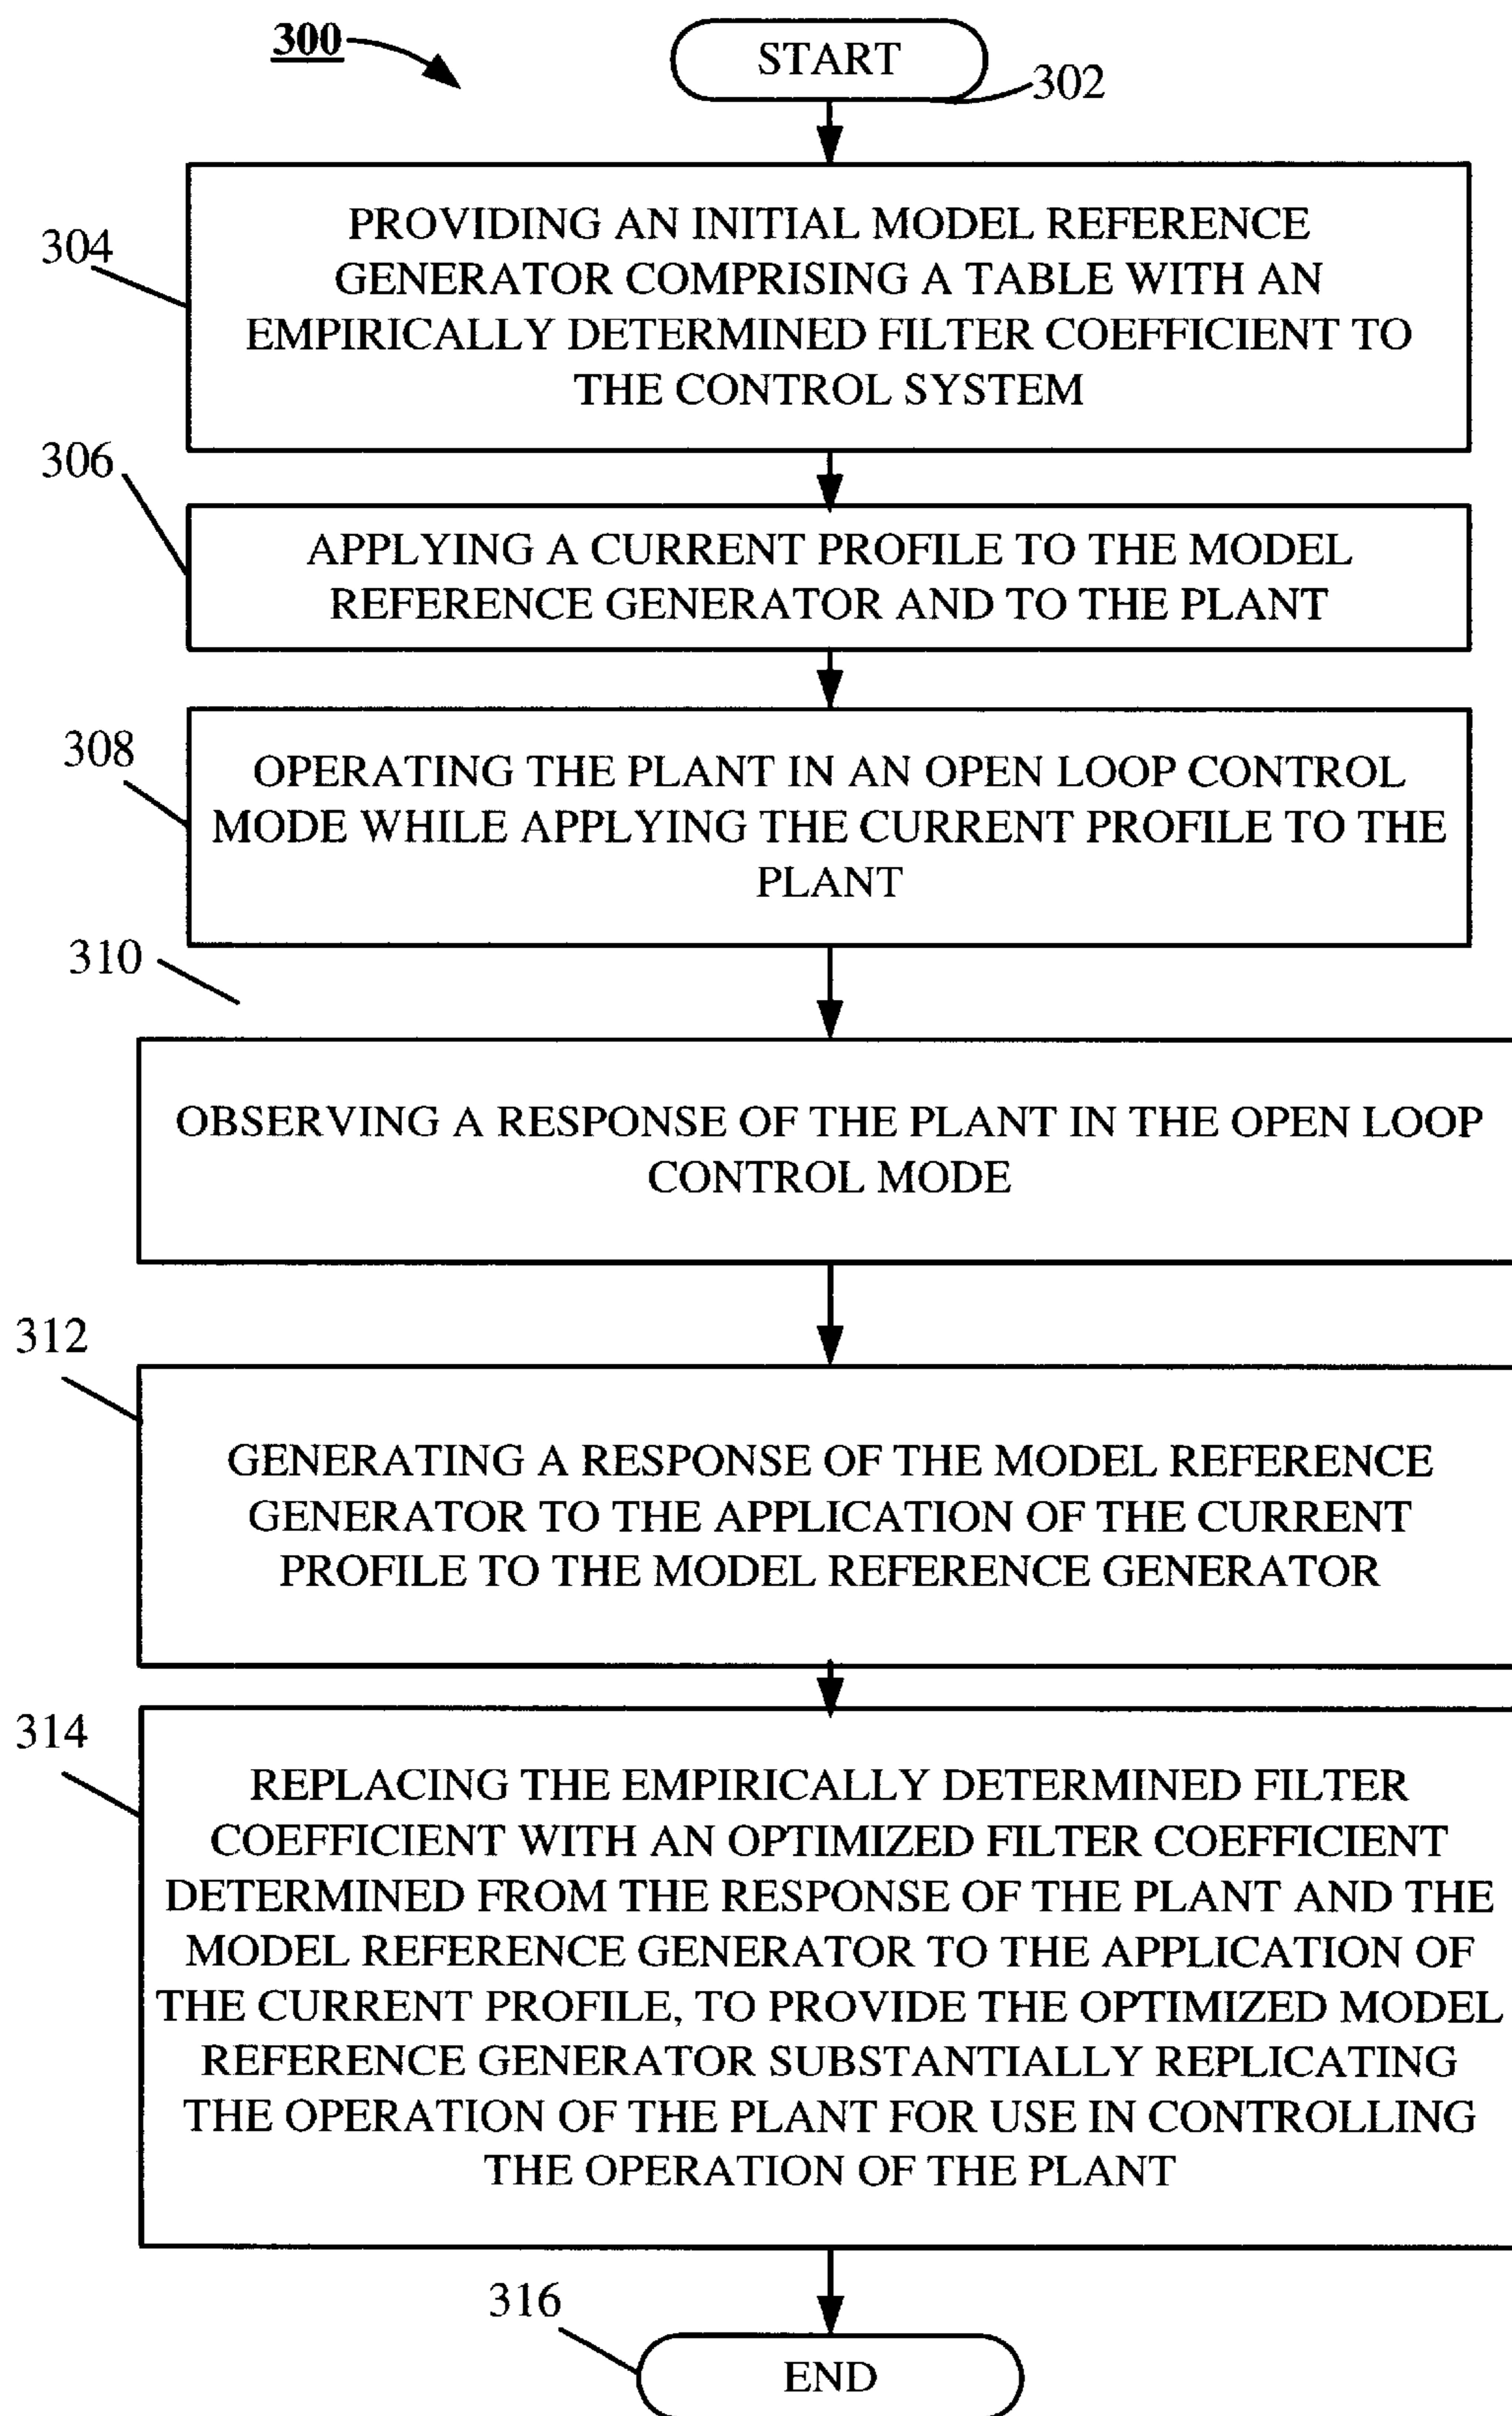 300
START
302
304
PROVIDING AN INITIAL MODEL REFERENCE
GENERATOR COMPRISING A TABLE WITH AN
EMPIRICALLY DETERMINED FILTER COEFFICIENT TO
THE CONTROL SYSTEM
306
APPLYING A CURRENT PROFILE TO THE MODEL
REFERENCE GENERATOR AND TO THE PLANT
308
OPERATING THE PLANT IN AN OPEN LOOP CONTROL
MODE WHILE APPLYING THE CURRENT PROFILE TO THE
PLANT
310
OBSERVING A RESPONSE OF THE PLANT IN THE OPEN LOOP
CONTROL MODE
312
GENERATING A RESPONSE OF THE MODEL REFERENCE
GENERATOR TO THE APPLICATION OF THE CURRENT
PROFILE TO THE MODEL REFERENCE GENERATOR
314
REPLACING THE EMPIRICALLY DETERMINED FILTER
COEFFICIENT WITH AN OPTIMIZED FILTER COEFFICIENT
DETERMINED FROM THE RESPONSE OF THE PLANT AND THE
MODEL REFERENCE GENERATOR TO THE APPLICATION OF
THE CURRENT PROFILE, TO PROVIDE THE OPTIMIZED MODEL
REFERENCE GENERATOR SUBSTANTIALLY REPLICATING
THE OPERATION OF THE PLANT FOR USE IN CONTROLLING
THE OPERATION OF THE PLANT
316
END